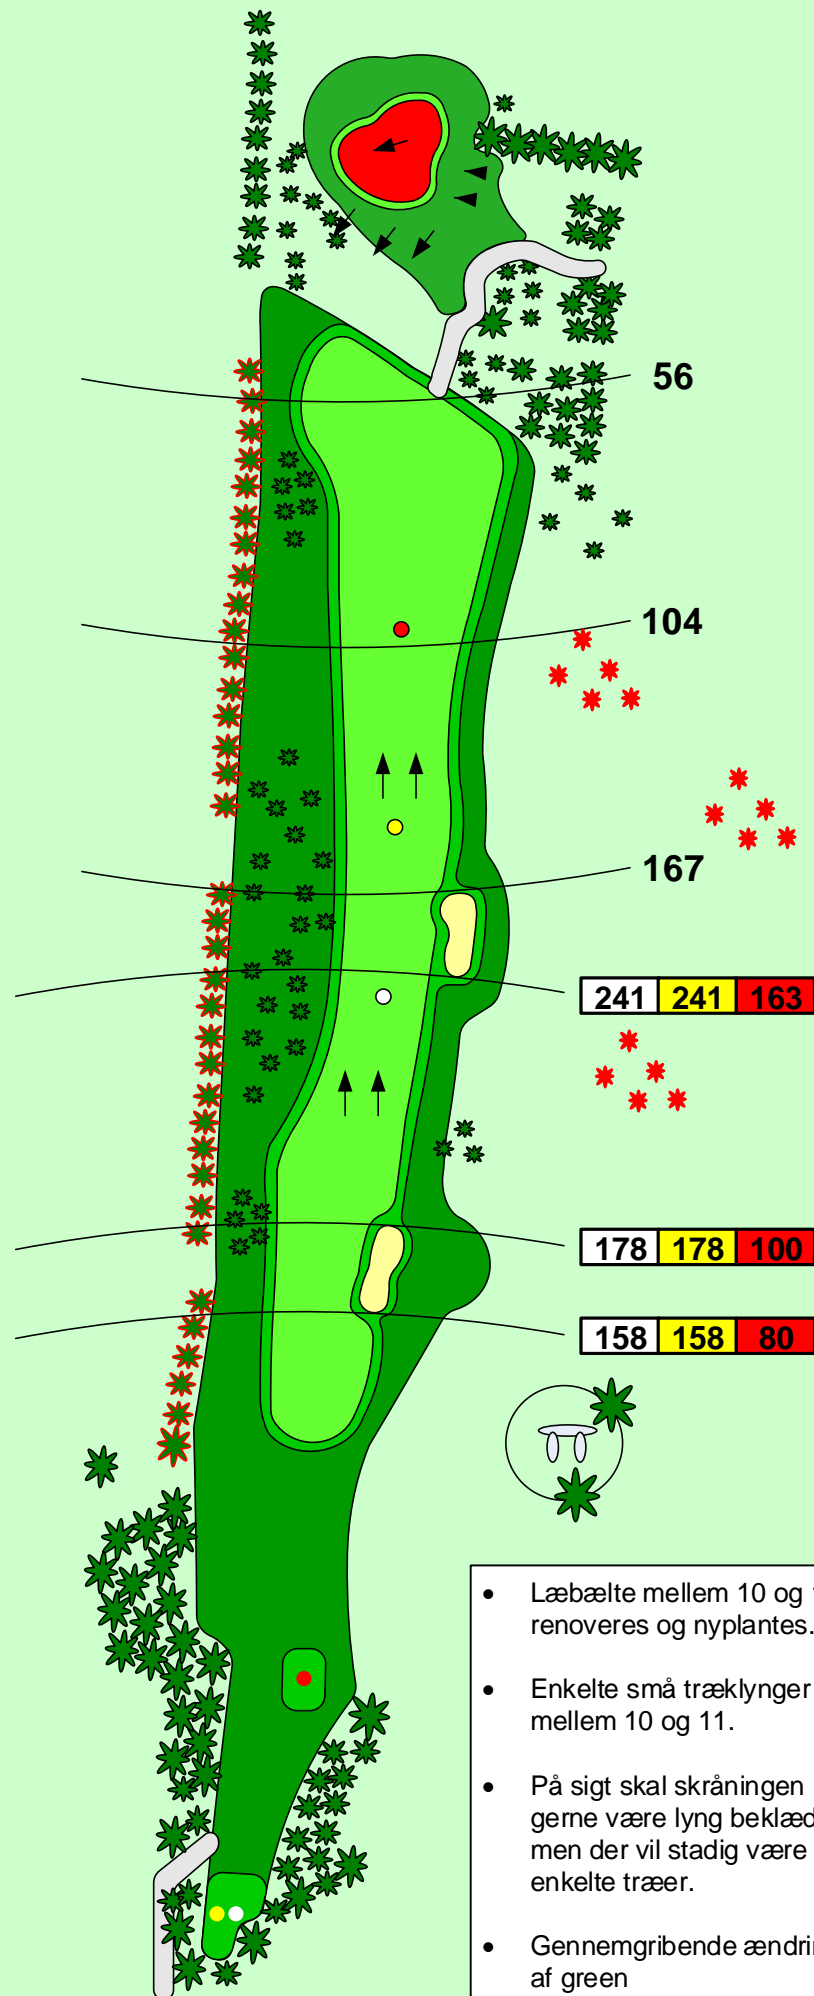 56
104
167
241 241 163
178 178 100
158 158 80
• Læbælte mellem 10 og
renoveres og nyplantes.
• Enkelte små træklynger
mellem 10 og 11.
• På sigt skal skråningen
gerne være lyng
men der vil stadig være
enkelte træer.
• Gennemgribende
af green